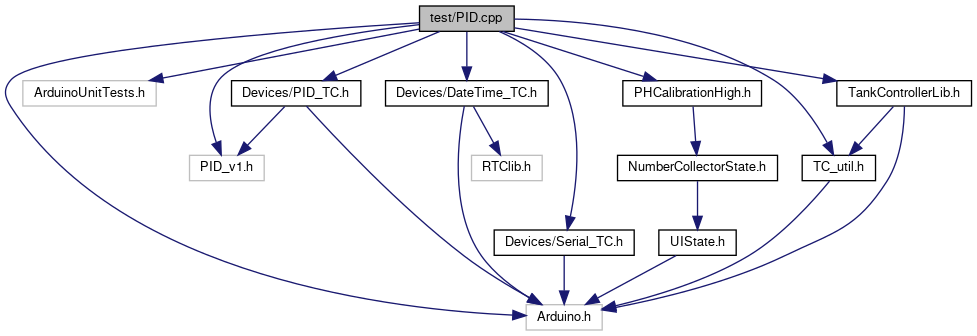 test/PID.cpp
ArduinoUnitTests.h
Devices/PID_TC.h
Devices/DateTime_TC.h
PHCalibrationHigh.h
TankControllerLib.h
PID_v1.h
RTClib.h
NumberCollectorState.h
TC_util.h
Devices/Serial_TC.h
UIState.h
Arduino.h